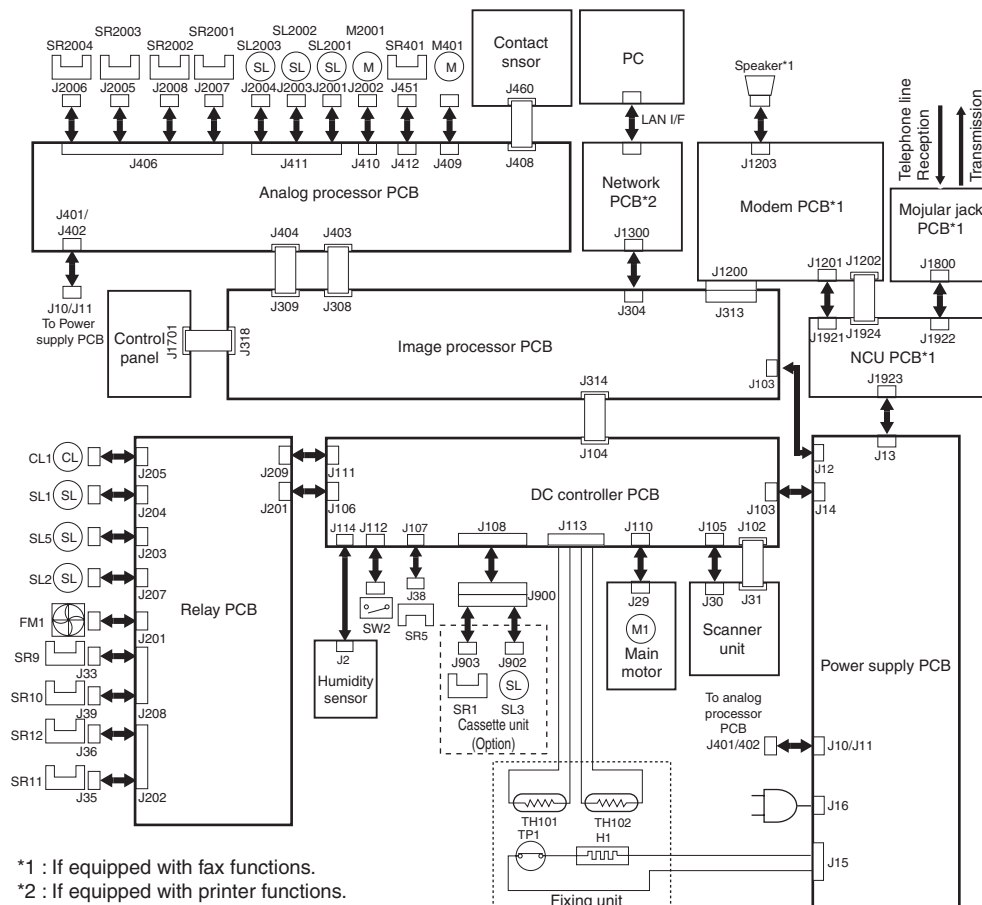 SR2004
SR2003
SR2002
SR2001
SL2003
SL2002
SL2001
M2001
SR401
M401
SL
SL
SL
M
M
J2006
J2005
J2008
J2007
J2004
J2003
J2001
J2002
J451
Contact
snsor
J460
PC
LAN I/F
Speaker*1
Telephone line
Reception
Transmission
J406
J411
J410
J412
J409
J408
Analog processor PCB
J401/
J402
J404
J403
Network
PCB*2
J1300
J1203
Modem PCB*1
J1201
J1202
J1200
Mojular jack
PCB*1
J1800
J10/J11
To Power
supply PCB
Control
panel
J1701
J318
J309
J308
J304
J313
Image processor PCB
J103
J314
J1921
J1924
J1922
NCU PCB*1
J1923
J13
J12
J14
J104
DC controller PCB
J103
J111
J106
J209
J201
J114
J112
J107
J108
J113
J110
J105
J102
CL1
CL
J205
SL1
SL
J204
SL5
SL
J203
SL2
SL
J207
FM1
J201
SR9
J33
SR10
J39
J208
SR12
J36
SR11
J35
J202
Relay PCB
J2
Humidity
sensor
SW2
J38
SR5
J900
J903
J902
SL
SR1
SL3
Cassette unit
(Option)
J29
M1
Main
motor
J30
J31
Scanner
unit
Power supply PCB
To analog
processor
PCB
J401/402
J10/J11
J16
J15
TH101
TH102
TP1
H1
Fixing unit
*1 : If equipped with fax functions.
*2 : If equipped with printer functions.